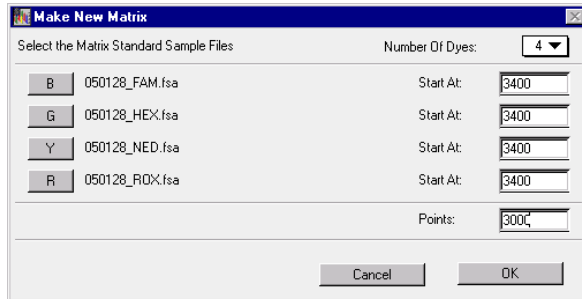 Make New Matrix
Select the Matrix Standard Sample Files Number Of Dyes: 4
B 050128_FAM.fsa Start At: 3400
G 050128_HEX.fsa Start At: 3400
Y 050128_NED.fsa Start At: 3400
R 050128_ROX.fsa Start At: 3400
Points: 3000
Cancel OK